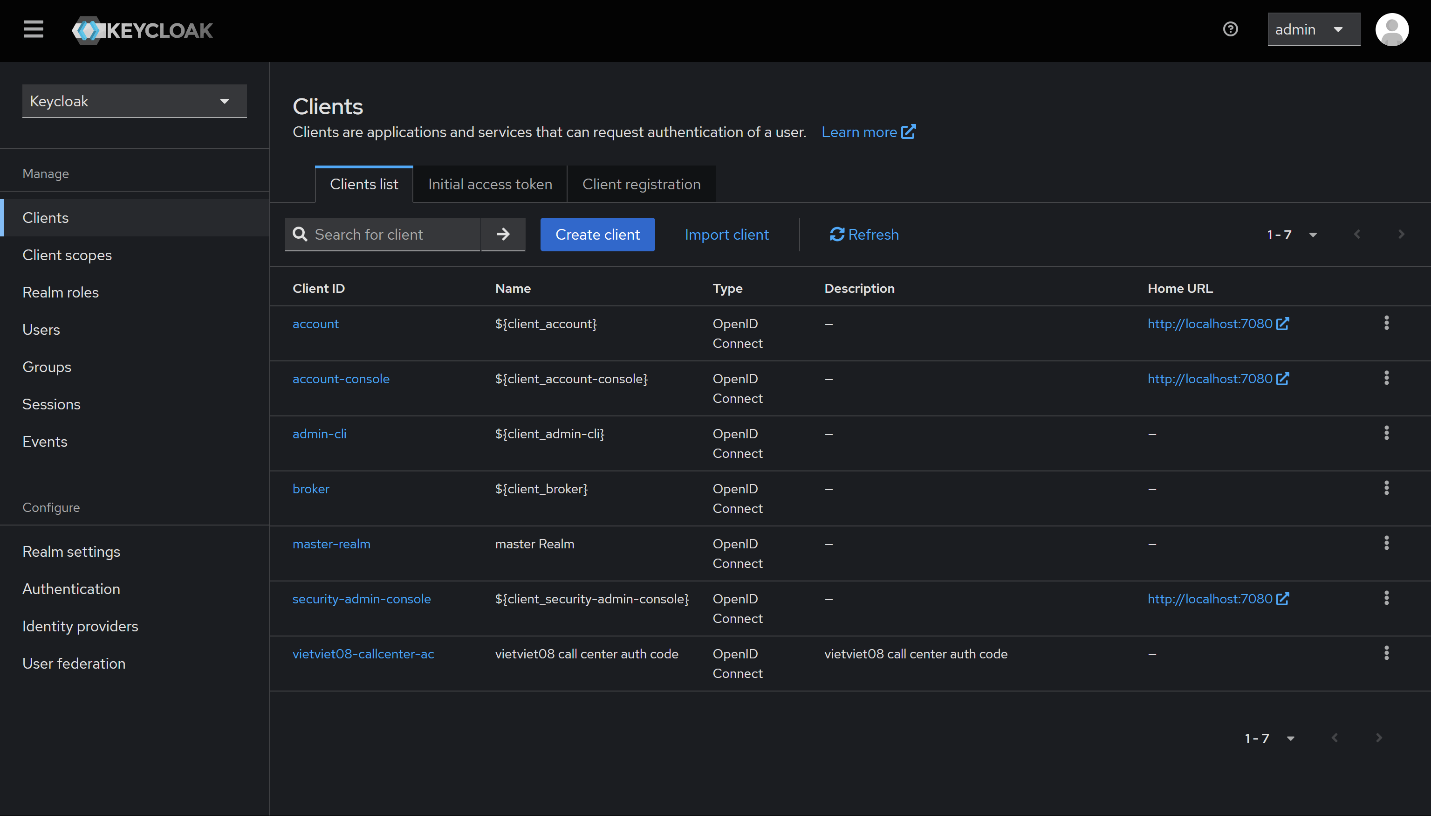 KEYCLOAK
admin
Keycloak
Manage
Clients
Client scopes
Realm roles
Users
Groups
Sessions
Events
Configure
Realm settings
Authentication
Identity providers
User federation
Clients
Clients are applications and services that can request authentication of a user. Learn more
Clients list Initial access token Client registration
Search for client Create client Import client Refresh 1 - 7
Client ID Name Type Description Home URL
account ${client_account} OpenID Connect – http://localhost:7080
account-console ${client_account-console} OpenID Connect – http://localhost:7080
admin-cli ${client_admin-cli} OpenID Connect – –
broker ${client_broker} OpenID Connect – –
master-realm master Realm OpenID Connect – –
security-admin-console ${client_security-admin-console} OpenID Connect – http://localhost:7080
vietviet08-callcenter-ac vietviet08 call center auth code OpenID Connect vietviet08 call center auth code –
1 - 7